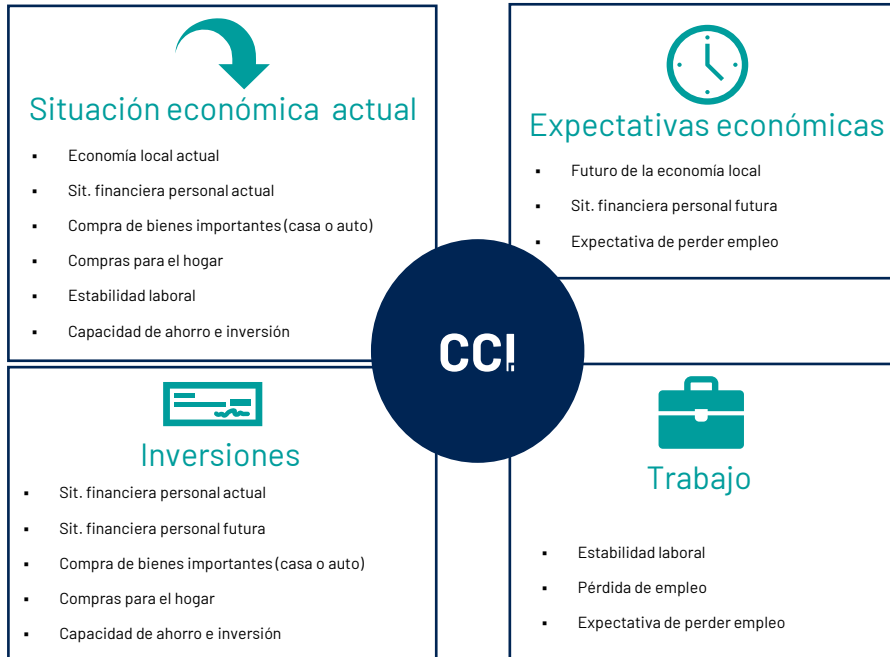 Situación económica actual
▪ Economía local actual
▪ Sit. financiera personal actual
▪ Compra de bienes importantes (casa o auto)
▪ Compras para el hogar
▪ Estabilidad laboral
▪ Capacidad de ahorro e inversión
Expectativas económicas
▪ Futuro de la economía local
▪ Sit. financiera personal futura
▪ Expectativa de perder empleo
CCI
Inversiones
▪ Sit. financiera personal actual
▪ Sit. financiera personal futura
▪ Compra de bienes importantes (casa o auto)
▪ Compras para el hogar
▪ Capacidad de ahorro e inversión
Trabajo
▪ Estabilidad laboral
▪ Pérdida de empleo
▪ Expectativa de perder empleo